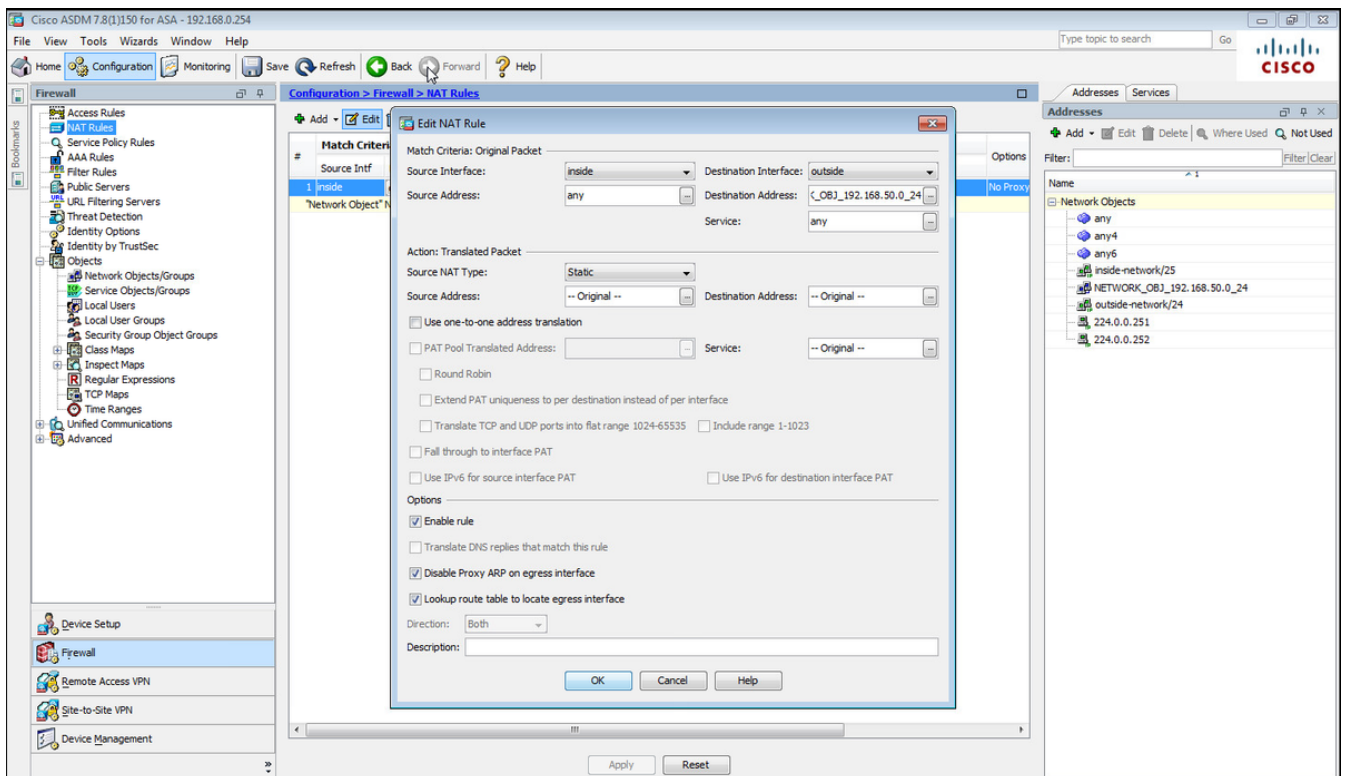 Cisco ASDM 7.8(1)150 for ASA - 192.168.0.254
File View Tools Wizards Window Help
Type topic to search Go
Home Configuration Monitoring Save Refresh Back Forward Help
CISCO
Bookmarks
Firewall
Access Rules
NAT Rules
Service Policy Rules
AAA Rules
Filter Rules
Public Servers
URL Filtering Servers
Threat Detection
Identity Options
Identity by TrustSec
Objects
Network Objects/Groups
Service Objects/Groups
Local Users
Local User Groups
Security Group Object Groups
Class Maps
Inspect Maps
Regular Expressions
TCP Maps
Time Ranges
Unified Communications
Advanced
Device Setup
Firewall
Remote Access VPN
Site-to-Site VPN
Device Management
Configuration > Firewall > NAT Rules
Add Edit
Match Criteri
# Source Intf Options
1 inside No Proxy
"Network Object" N
Edit NAT Rule
Match Criteria: Original Packet
Source Interface: inside Destination Interface: outside
Source Address: any Destination Address: _OBJ_192.168.50.0_24
Service: any
Action: Translated Packet
Source NAT Type: Static
Source Address: -- Original -- Destination Address: -- Original --
Use one-to-one address translation
PAT Pool Translated Address: Service: -- Original --
Round Robin
Extend PAT uniqueness to per destination instead of per interface
Translate TCP and UDP ports into flat range 1024-65535 Include range 1-1023
Fall through to interface PAT
Use IPv6 for source interface PAT Use IPv6 for destination interface PAT
Options
Enable rule
Translate DNS replies that match this rule
Disable Proxy ARP on egress interface
Lookup route table to locate egress interface
Direction: Both
Description:
OK Cancel Help
Apply Reset
Addresses Services
Addresses
Add Edit Delete Where Used Not Used
Filter: Filter Clear
Name
Network Objects
any
any4
any6
inside-network/25
NETWORK_OBJ_192.168.50.0_24
outside-network/24
224.0.0.251
224.0.0.252